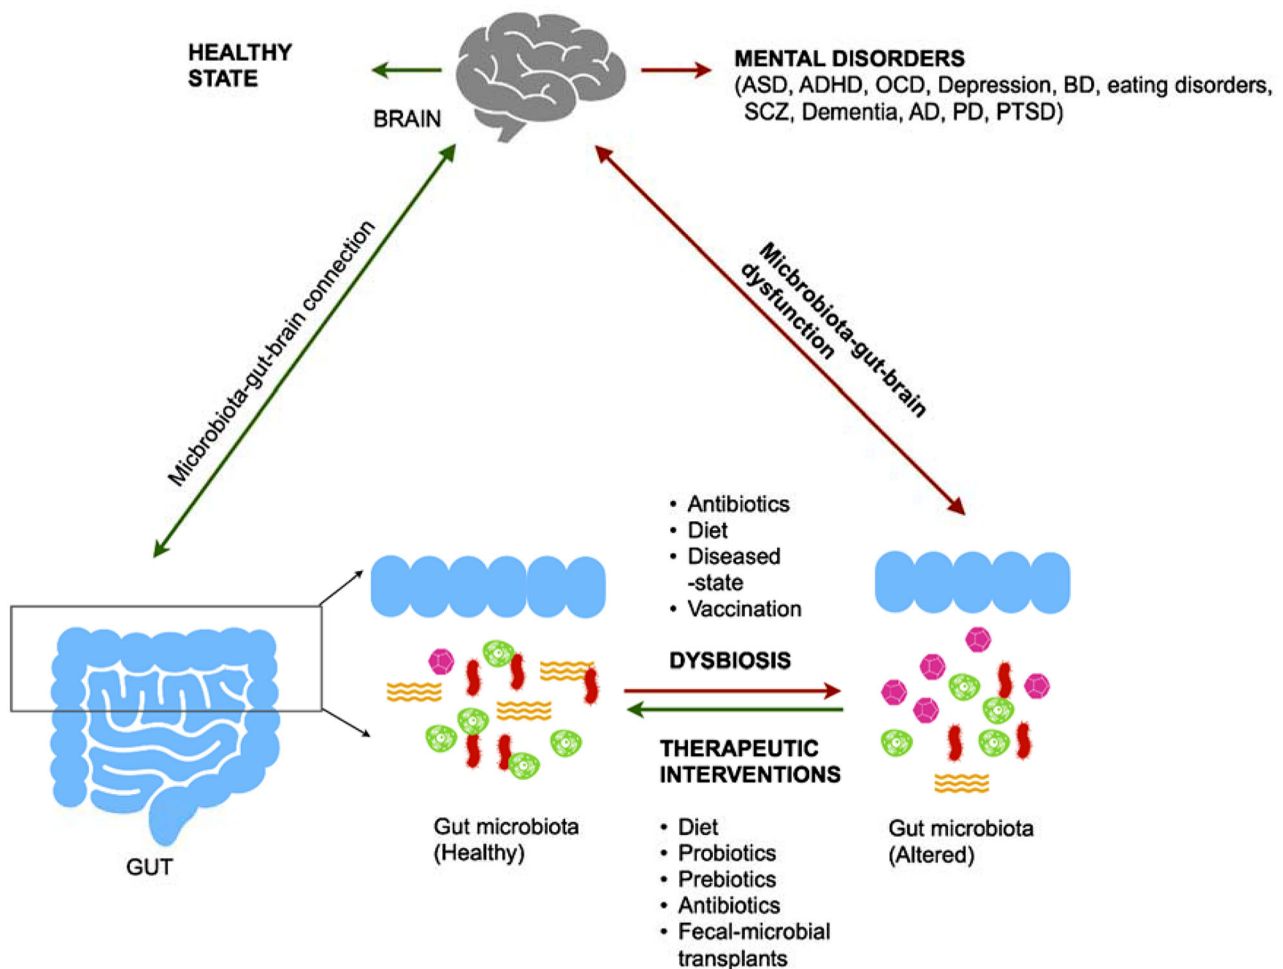 HEALTHY
STATE
BRAIN
MENTAL DISORDERS
(ASD, ADHD, OCD, Depression, BD, eating disorders,
SCZ, Dementia, AD, PD, PTSD)
Micbrobiota-gut-brain connection
Micbrobiota-gut-brain
dysfunction
• Antibiotics
• Diet
• Diseased
-state
• Vaccination
DYSBIOSIS
THERAPEUTIC
INTERVENTIONS
• Diet
• Probiotics
• Prebiotics
• Antibiotics
• Fecal-microbial
transplants
GUT
Gut microbiota
(Healthy)
Gut microbiota
(Altered)